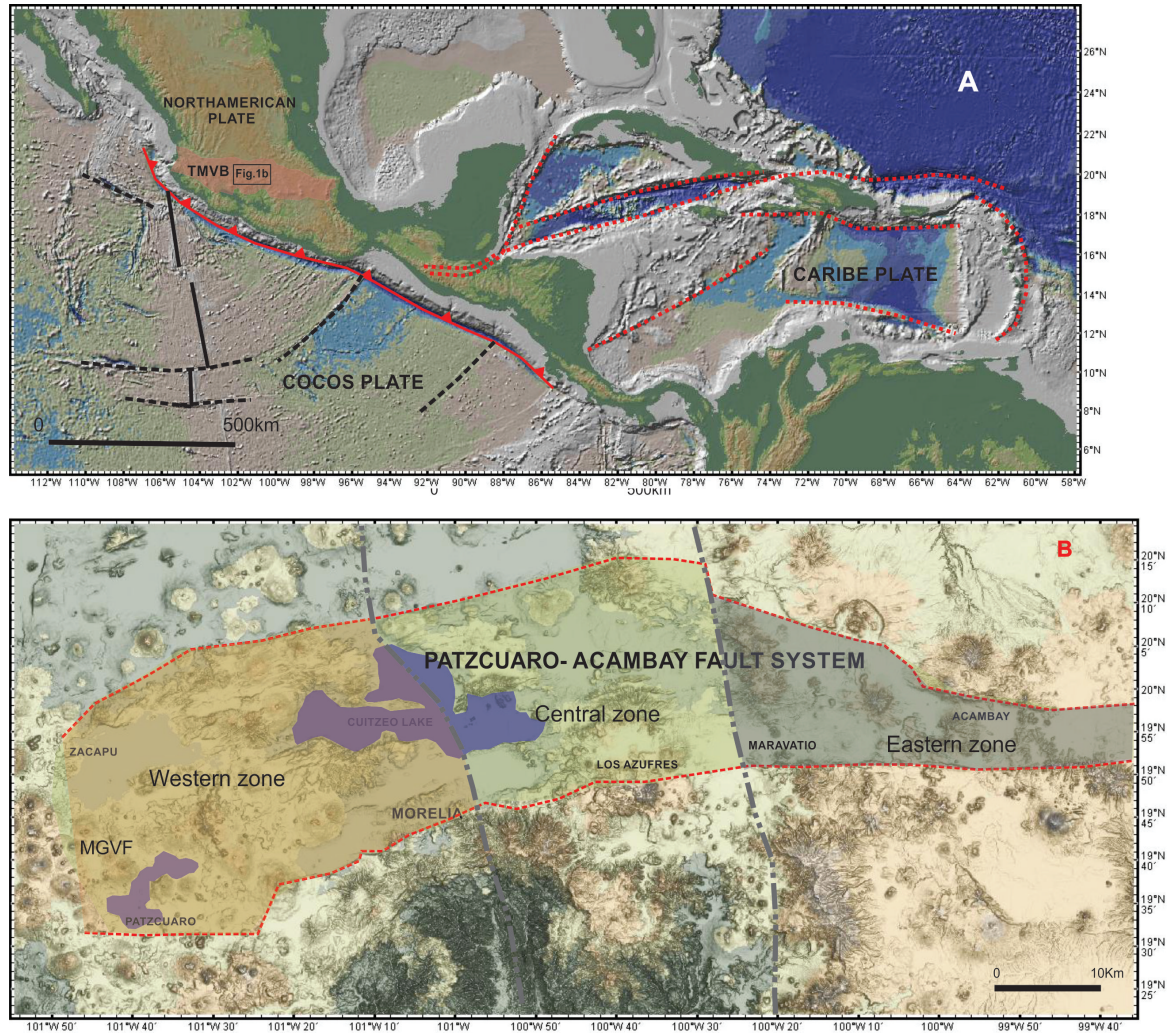 A
NORTHAMERICAN
PLATE
TMVB Fig.1b
CARIBE PLATE
COCOS PLATE
0 500km
26°N
24°N
22°N
20°N
18°N
16°N
14°N
12°N
10°N
8°N
6°N
112°W 110°W 108°W 106°W 104°W 102°W 100°W 98°W 96°W 94°W 92°W 90°W 88°W 86°W 84°W 82°W 80°W 78°W 76°W 74°W 72°W 70°W 68°W 66°W 64°W 62°W 60°W 58°W
0 500km
B
PATZCUARO- ACAMBAY FAULT SYSTEM
CUITZEO LAKE
Central zone
ACAMBAY
ZACAPU
MARAVATIO
Eastern zone
Western zone
LOS AZUFRES
MORELIA
MGVF
PATZCUARO
0 10Km
20°N
15´
20°N
10´
20°N
5´
20°N
19°N
55´
19°N
50´
19°N
45´
19°N
40´
19°N
35´
19°N
30´
19°N
25´
101°W 50´ 101°W 40´ 101°W 30´ 101°W 20´ 101°W 10´ 101°W 100°W 50´ 100°W 40´ 100°W 30´ 100°W 20´ 100°W 10´ 100°W 99°W 50´ 99°W 40´